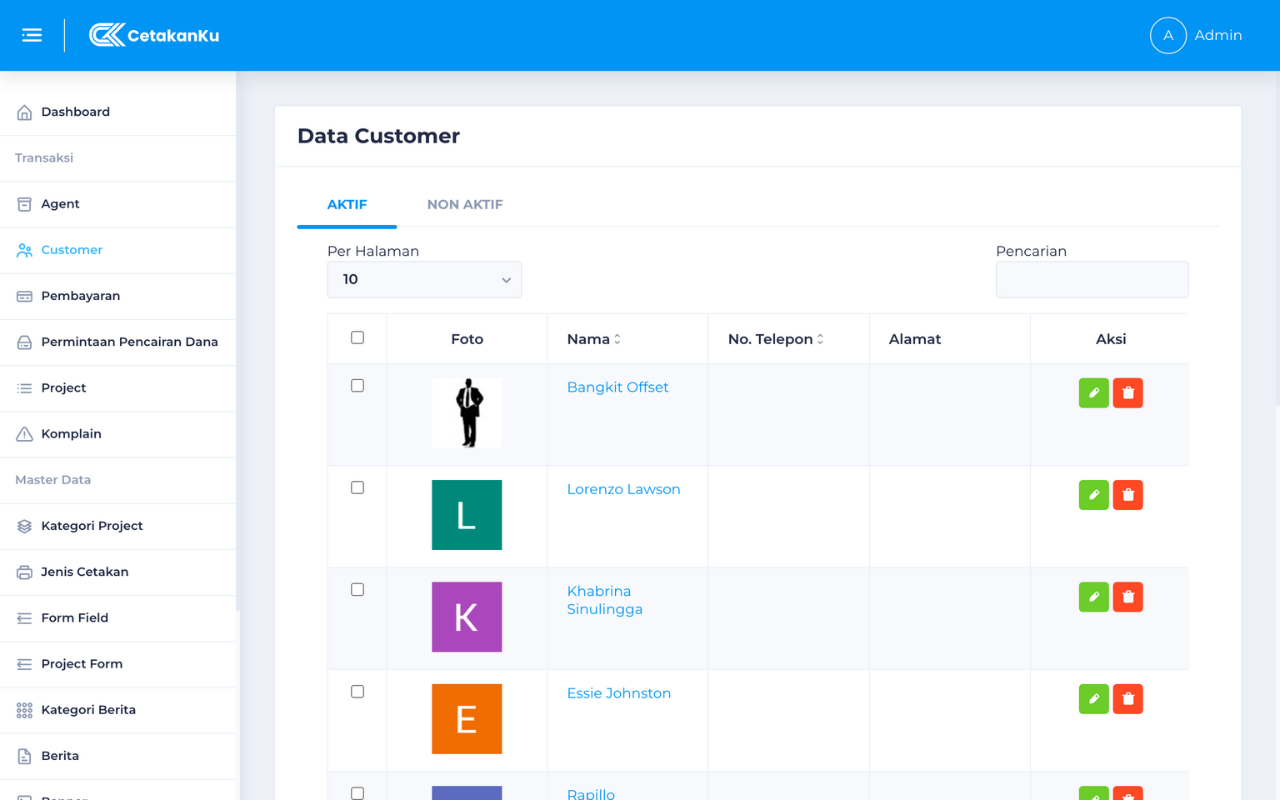 CetakanKu
A
Admin
Dashboard
Transaksi
Agent
Customer
Pembayaran
Permintaan Pencairan Dana
Project
Komplain
Master Data
Kategori Project
Jenis Cetakan
Form Field
Project Form
Kategori Berita
Berita
Banner
Data Customer
AKTIF
NON AKTIF
Per Halaman
10
Pencarian
Foto
Nama
No. Telepon
Alamat
Aksi
Bangkit Offset
L
Lorenzo Lawson
K
Khabrina
Sinulingga
E
Essie Johnston
Rapillo